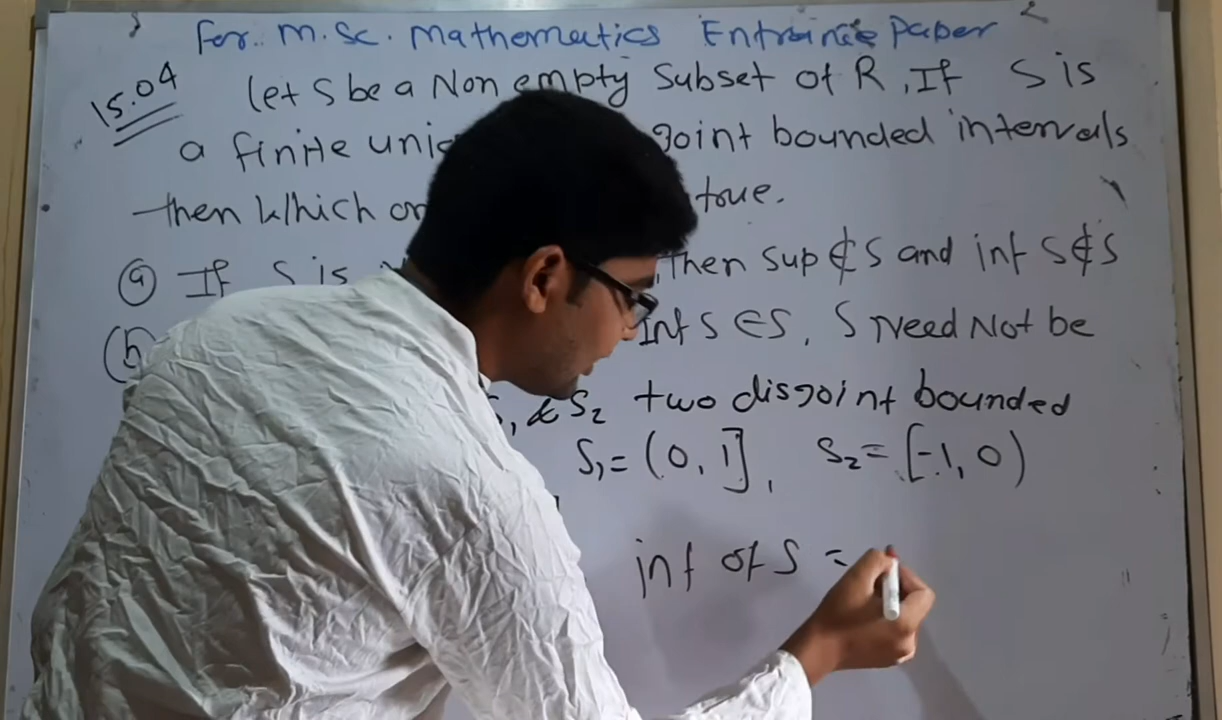 For M.Sc. Mathematics Entrance Paper
15.04
Let S be a Non empty Subset of R, If S is
a finite bounded intervals
then Which true.
(a) If S is Then sup ∉ S and inf S ∉ S
(b) inf S ∈ S, S Need Not be
& S2 two disjoint bounded
S1 = (0, 1], S2 = [-1, 0)
inf of S =